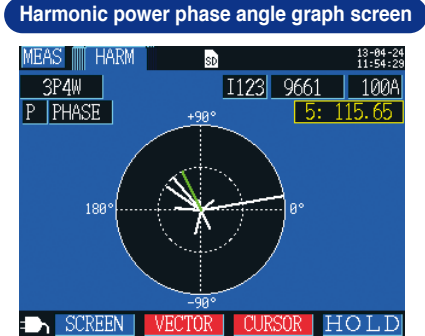 Harmonic power phase angle graph screen
MEAS HARM SD 13-04-24
11:54:29
3P4W I123 9661 100A
P PHASE 5: 115.65
+90°
180° 0°
-90°
SCREEN VECTOR CURSOR HOLD